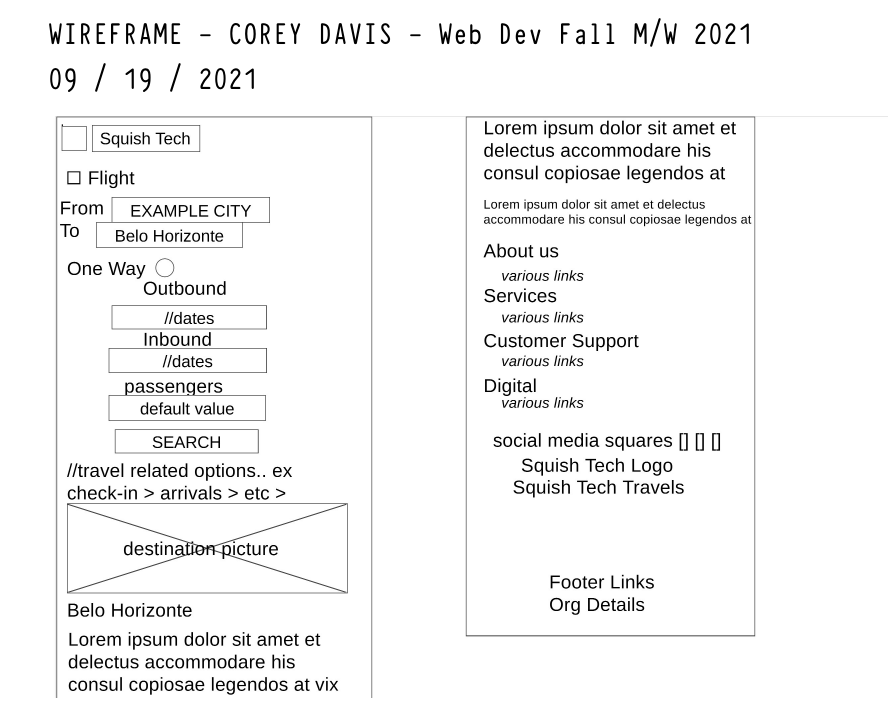 WIREFRAME - COREY DAVIS - Web Dev Fall M/W 2021
09 / 19 / 2021
Squish Tech
Flight
From EXAMPLE CITY
To Belo Horizonte
One Way
Outbound
//dates
Inbound
//dates
passengers
default value
SEARCH
//travel related options.. ex
check-in > arrivals > etc >
destination picture
Belo Horizonte
Lorem ipsum dolor sit amet et
delectus accommodare his
consul copiosae legendos at vix
Lorem ipsum dolor sit amet et
delectus accommodare his
consul copiosae legendos at
Lorem ipsum dolor sit amet et delectus
accommodare his consul copiosae legendos at
About us
various links
Services
various links
Customer Support
various links
Digital
various links
social media squares [] [] []
Squish Tech Logo
Squish Tech Travels
Footer Links
Org Details